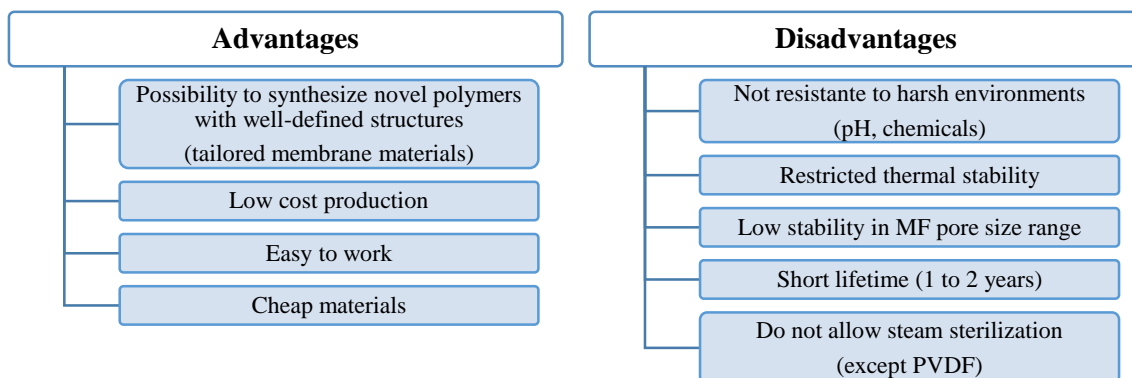 Advantages
Possibility to synthesize novel polymers
with well-defined structures
(tailored membrane materials)
Low cost production
Easy to work
Cheap materials
Disadvantages
Not resistante to harsh environments
(pH, chemicals)
Restricted thermal stability
Low stability in MF pore size range
Short lifetime (1 to 2 years)
Do not allow steam sterilization
(except PVDF)